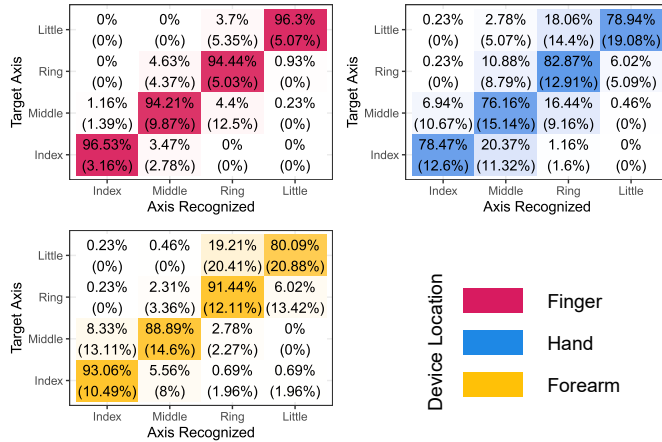 0% 0% 3.7% 96.3%
Little
(0%) (0%) (5.35%) (5.07%)
0% 4.63% 94.44% 0.93%
Ring
(0%) (4.37%) (5.03%) (0%)
1.16% 94.21% 4.4% 0.23%
Middle
(1.39%) (9.87%) (12.5%) (0%)
96.53% 3.47% 0% 0%
Index
(3.16%) (2.78%) (0%) (0%)
Target Axis
Index Middle Ring Little
Axis Recognized
0.23% 2.78% 18.06% 78.94%
Little
(0%) (5.07%) (14.4%) (19.08%)
0.23% 10.88% 82.87% 6.02%
Ring
(0%) (8.79%) (12.91%) (5.09%)
6.94% 76.16% 16.44% 0.46%
Middle
(10.67%) (15.14%) (9.16%) (0%)
78.47% 20.37% 1.16% 0%
Index
(12.6%) (11.32%) (1.6%) (0%)
Target Axis
Index Middle Ring Little
Axis Recognized
0.23% 0.46% 19.21% 80.09%
Little
(0%) (0%) (20.41%) (20.88%)
0.23% 2.31% 91.44% 6.02%
Ring
(0%) (3.36%) (12.11%) (13.42%)
8.33% 88.89% 2.78% 0%
Middle
(13.11%) (14.6%) (2.27%) (0%)
93.06% 5.56% 0.69% 0.69%
Index
(10.49%) (8%) (1.96%) (1.96%)
Target Axis
Index Middle Ring Little
Axis Recognized
Device Location
Finger
Hand
Forearm